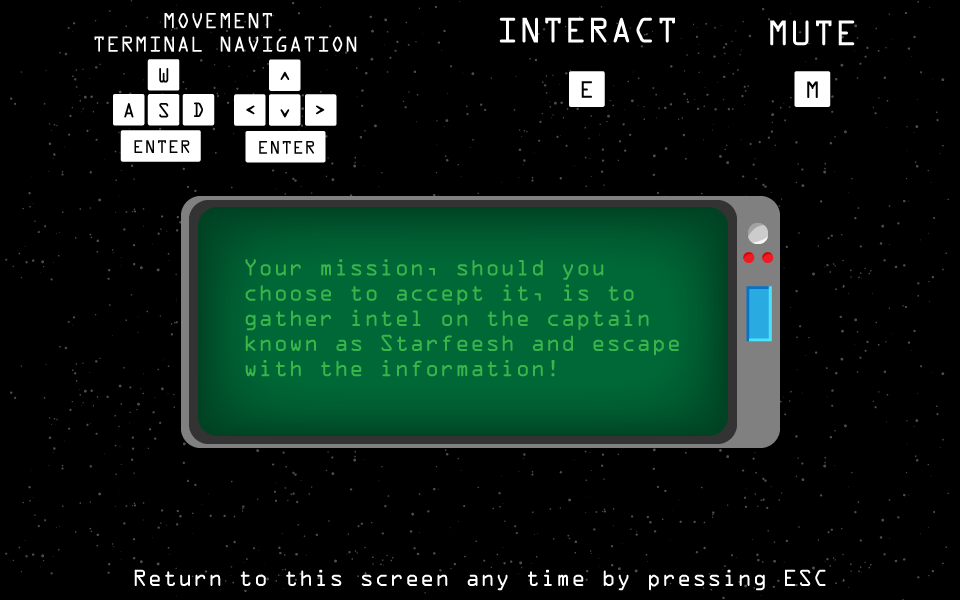 MOVEMENT
TERMINAL NAVIGATION
W
A S D
ENTER
^
< v >
ENTER
INTERACT
E
MUTE
M
Your mission, should you
choose to accept it, is to
gather intel on the captain
known as Starfeesh and escape
with the information!
Return to this screen any time by pressing ESC